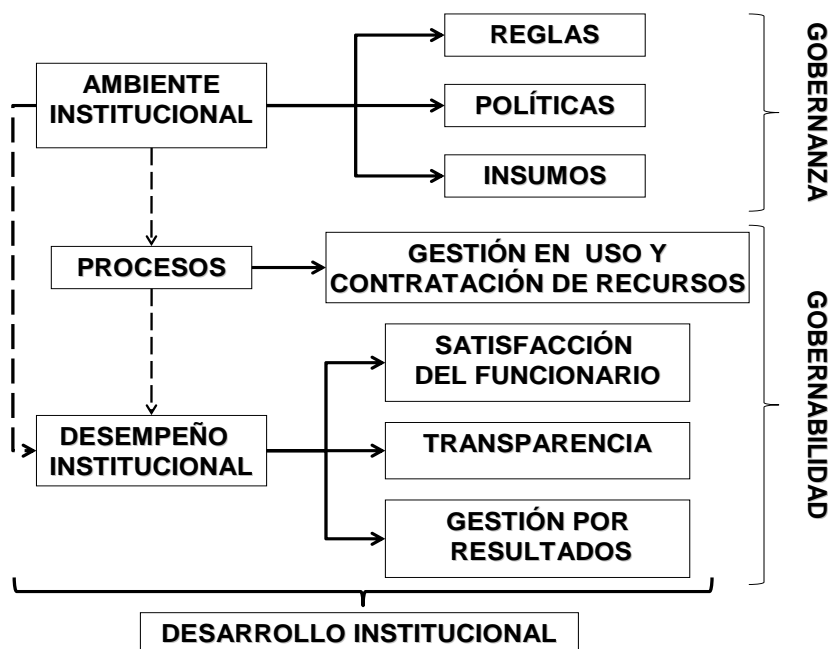 REGLAS
AMBIENTE
INSTITUCIONAL
POLÍTICAS
INSUMOS
GOBERNANZA
PROCESOS
GESTIÓN EN USO Y
CONTRATACIÓN DE RECURSOS
SATISFACCIÓN
DEL FUNCIONARIO
DESEMPEÑO
INSTITUCIONAL
TRANSPARENCIA
GESTIÓN POR
RESULTADOS
GOBERNABILIDAD
DESARROLLO INSTITUCIONAL